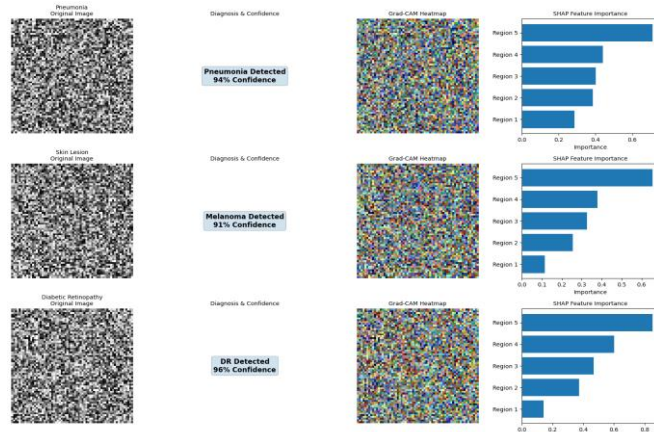 Pneumonia
Original Image
Diagnosis & Confidence
Grad-CAM Heatmap
SHAP Feature Importance
Pneumonia Detected
94% Confidence
Region 5
Region 4
Region 3
Region 2
Region 1
0.0 0.2 0.4 0.6
Importance
Skin Lesion
Original Image
Diagnosis & Confidence
Grad-CAM Heatmap
SHAP Feature Importance
Melanoma Detected
91% Confidence
Region 5
Region 4
Region 3
Region 2
Region 1
0.0 0.1 0.2 0.3 0.4 0.5 0.6
Importance
Diabetic Retinopathy
Original Image
Diagnosis & Confidence
Grad-CAM Heatmap
SHAP Feature Importance
DR Detected
96% Confidence
Region 5
Region 4
Region 3
Region 2
Region 1
0.0 0.2 0.4 0.6 0.8
Importance